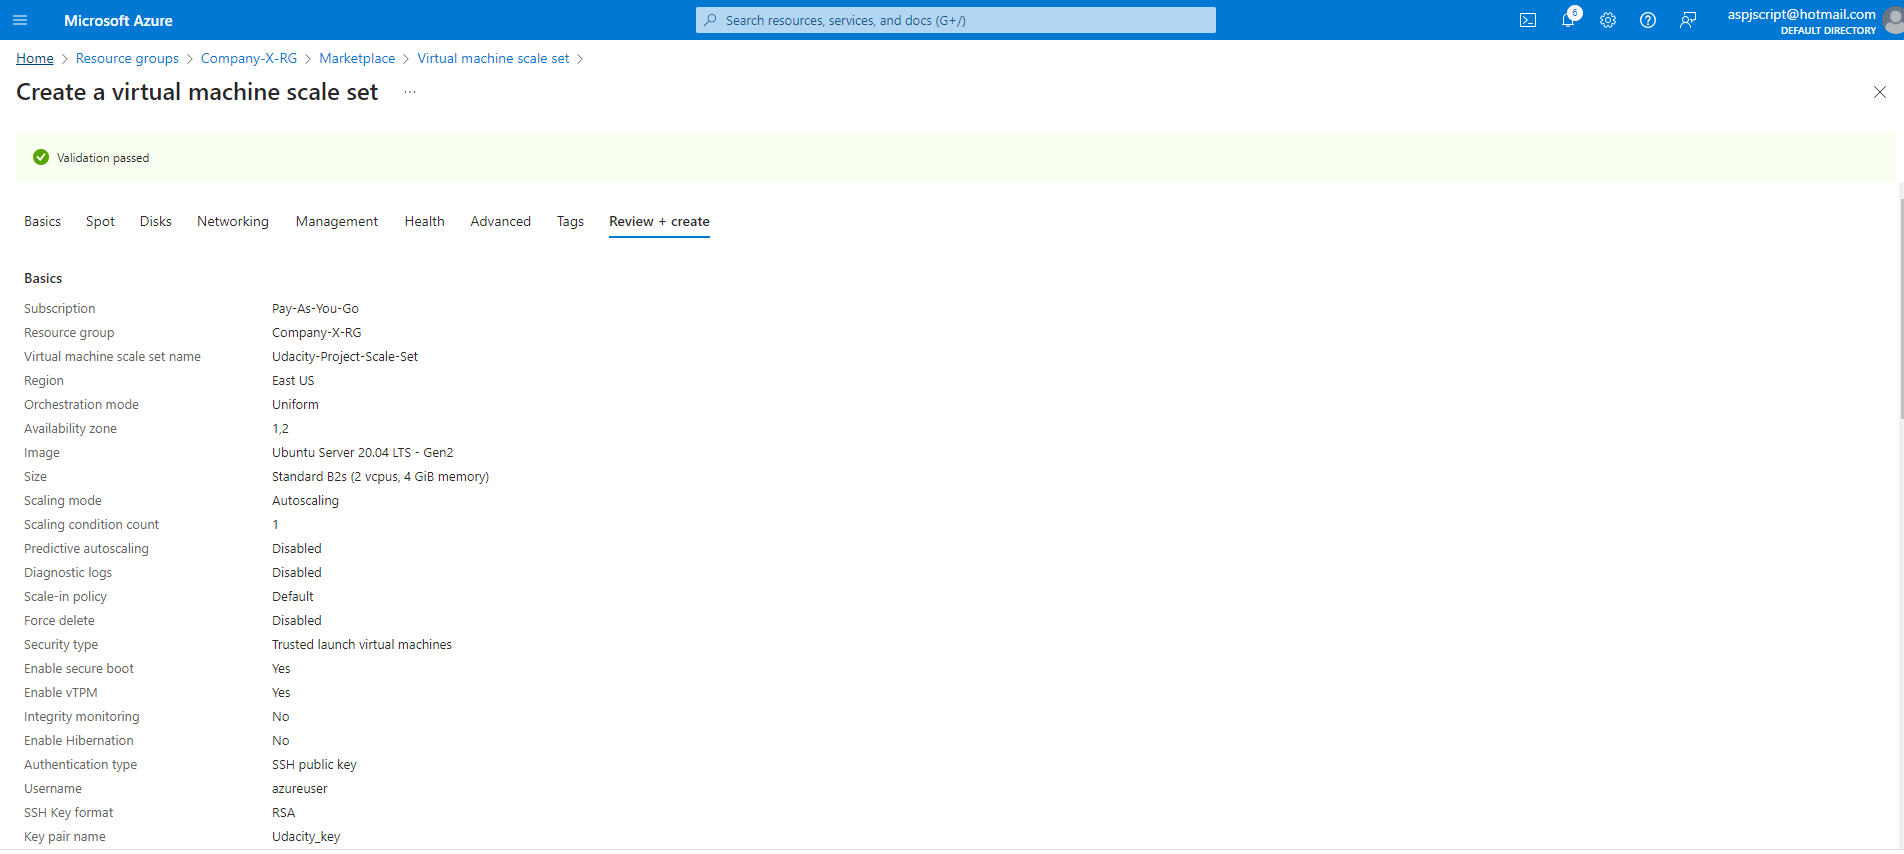 Microsoft Azure
Search resources, services, and docs (G+/)
6
aspjscript@hotmail.com
DEFAULT DIRECTORY
Home > Resource groups > Company-X-RG > Marketplace > Virtual machine scale set >
Create a virtual machine scale set ...
Validation passed
Basics Spot Disks Networking Management Health Advanced Tags Review + create
Basics
Subscription Pay-As-You-Go
Resource group Company-X-RG
Virtual machine scale set name Udacity-Project-Scale-Set
Region East US
Orchestration mode Uniform
Availability zone 1,2
Image Ubuntu Server 20.04 LTS - Gen2
Size Standard B2s (2 vcpus, 4 GiB memory)
Scaling mode Autoscaling
Scaling condition count 1
Predictive autoscaling Disabled
Diagnostic logs Disabled
Scale-in policy Default
Force delete Disabled
Security type Trusted launch virtual machines
Enable secure boot Yes
Enable vTPM Yes
Integrity monitoring No
Enable Hibernation No
Authentication type SSH public key
Username azureuser
SSH Key format RSA
Key pair name Udacity_key